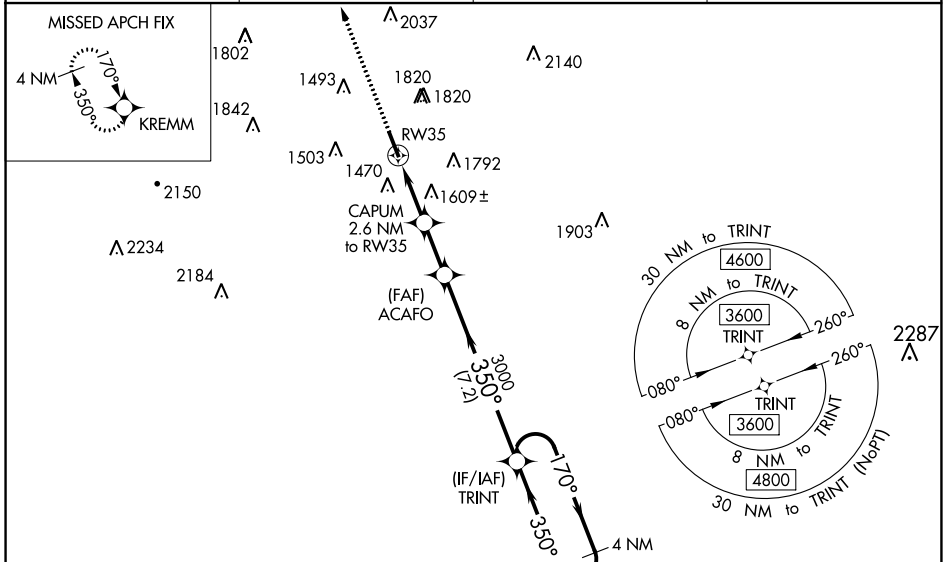 MISSED APCH FIX
4 NM
170°
350°
KREMM
1802
1842
2037
2140
1493
1820
1820
RW35
1503
1470
1792
1609±
2150
CAPUM
2.6 NM
to RW35
1903
2234
2184
(FAF)
ACAFO
3000
350°
(7.2)
(IF/IAF)
TRINT
170°
350°
4 NM
30 NM to TRINT
4600
8 NM to TRINT
3600
TRINT
260°
080°
2287
260°
080°
TRINT
3600
8 NM to TRINT
4800
30 NM to TRINT (NoPT)